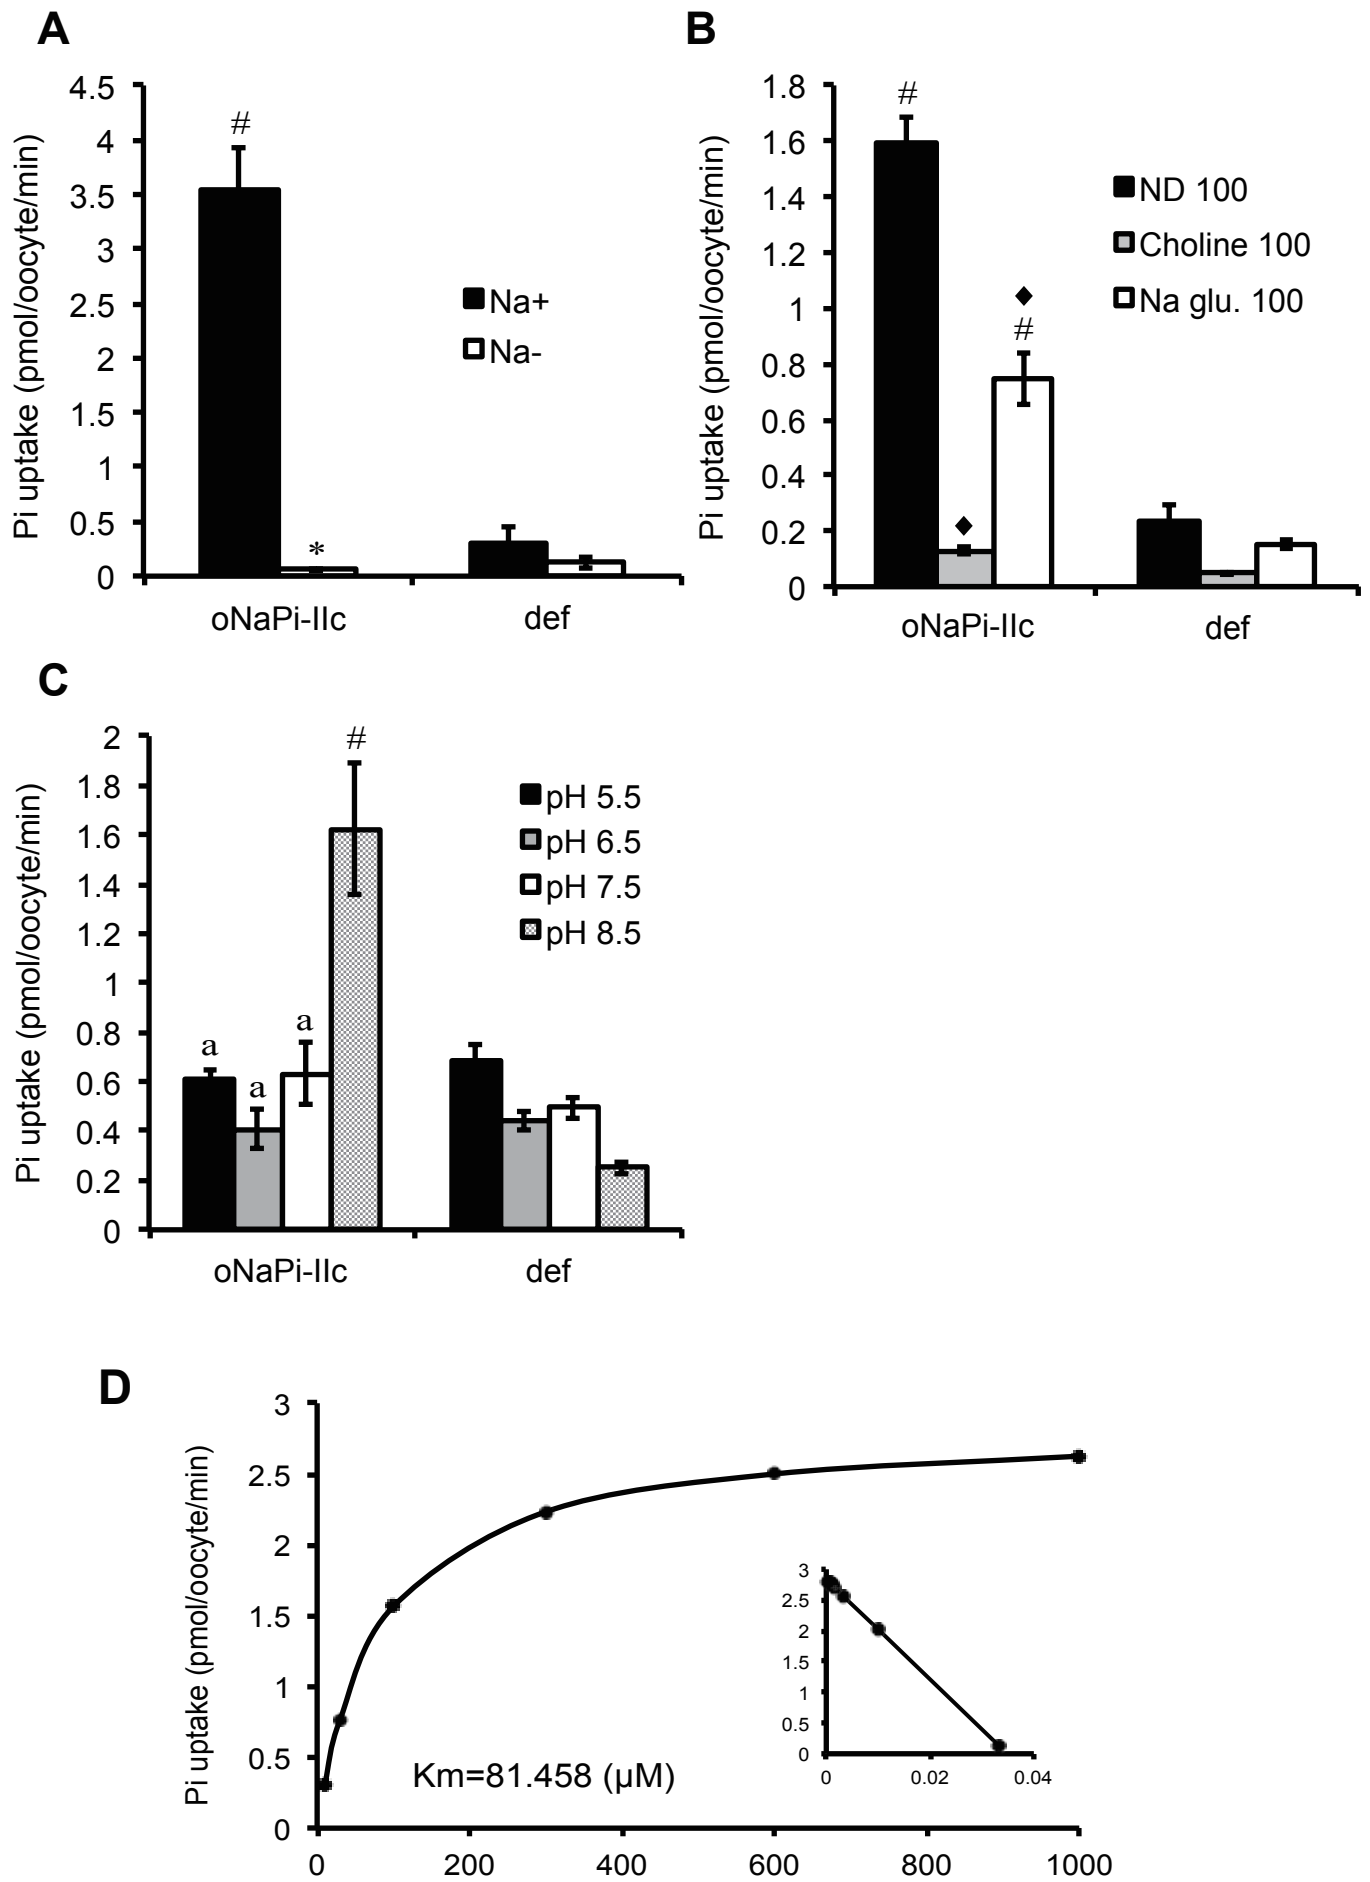 A
Pi uptake (pmol/oocyte/min)
4.5
4
3.5
3
2.5
2
1.5
1
0.5
0
#
*
Na+
Na-
oNaPi-IIc
def
B
Pi uptake (pmol/oocyte/min)
1.8
1.6
1.4
1.2
1
0.8
0.6
0.4
0.2
0
#
◆
◆
#
ND 100
Choline 100
Na glu. 100
oNaPi-IIc
def
C
Pi uptake (pmol/oocyte/min)
2
1.8
1.6
1.4
1.2
1
0.8
0.6
0.4
0.2
0
a
a
a
#
pH 5.5
pH 6.5
pH 7.5
pH 8.5
oNaPi-IIc
def
D
Pi uptake (pmol/oocyte/min)
3
2.5
2
1.5
1
0.5
0
Km=81.458 (μM)
0 200 400 600 800 1000
3
2.5
2
1.5
1
0.5
0
0 0.02 0.04